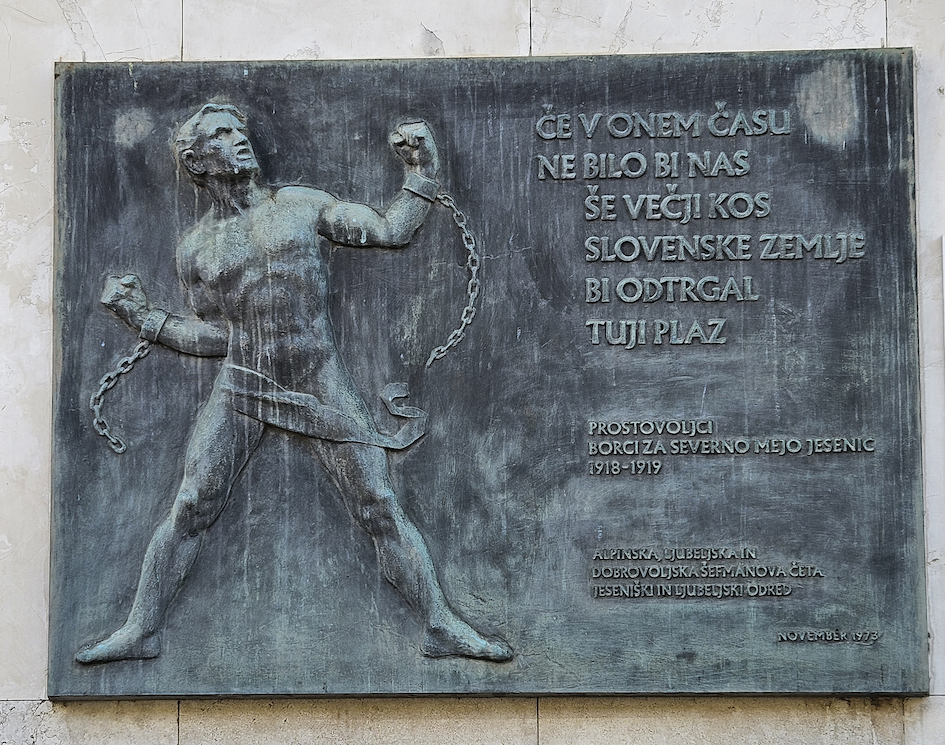 ČE V ONEM ČASU
NE BILO BI NAS
ŠE VEČJI KOS
SLOVENSKE ZEMLJE
BI ODTRGAL
TUJI PLAZ
PROSTOVOLJCI
BORCI ZA SEVERNO MEJO JESENIC
1918-1919
ALPINSKA, LJUBELJSKA IN
DOBROVOLJSKA ŠEFMANOVA ČETA
JESENIŠKI IN LJUBELJSKI ODRED
NOVEMBER 1973